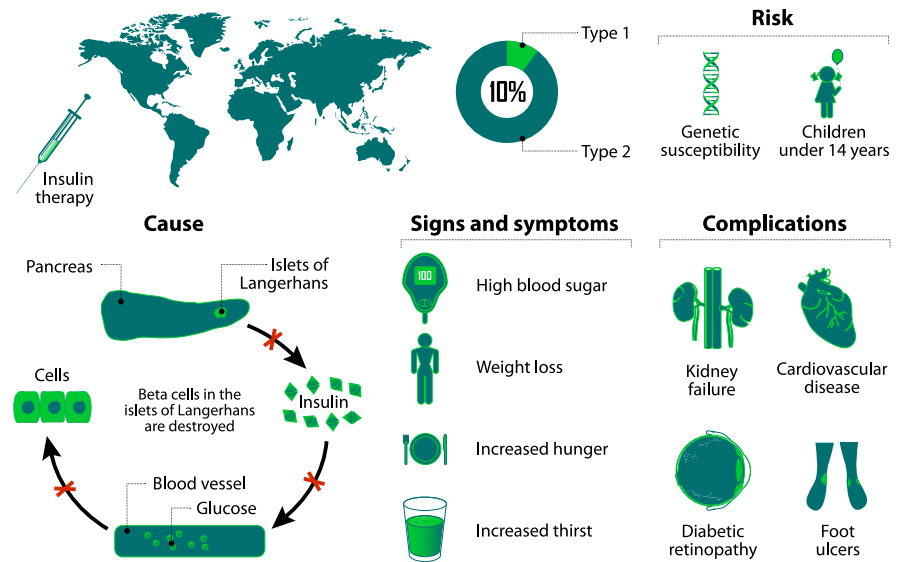 Insulin
therapy
10%
Type 1
Type 2
Risk
Genetic
susceptibility
Children
under 14 years
Cause
Pancreas
Islets of
Langerhans
Cells
Beta cells in the
islets of Langerhans
are destroyed
Insulin
Blood vessel
Glucose
Signs and symptoms
100
High blood sugar
Weight loss
Increased hunger
Increased thirst
Complications
Kidney
failure
Cardiovascular
disease
Diabetic
retinopathy
Foot
ulcers